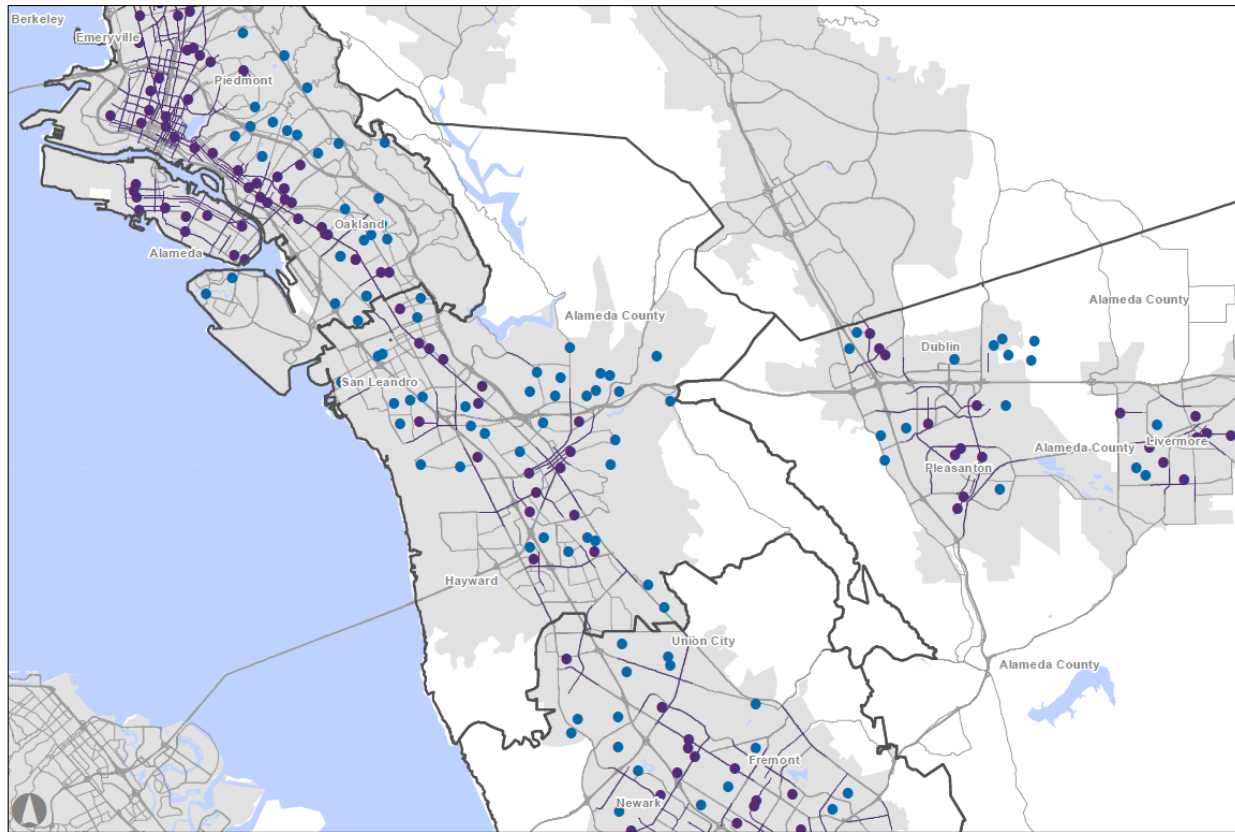 Berkeley
Emeryville
Piedmont
Oakland
Alameda
Alameda County
Alameda County
Dublin
San Leandro
Alameda County
Livermore
Pleasanton
Hayward
Union City
Alameda County
Fremont
Newark